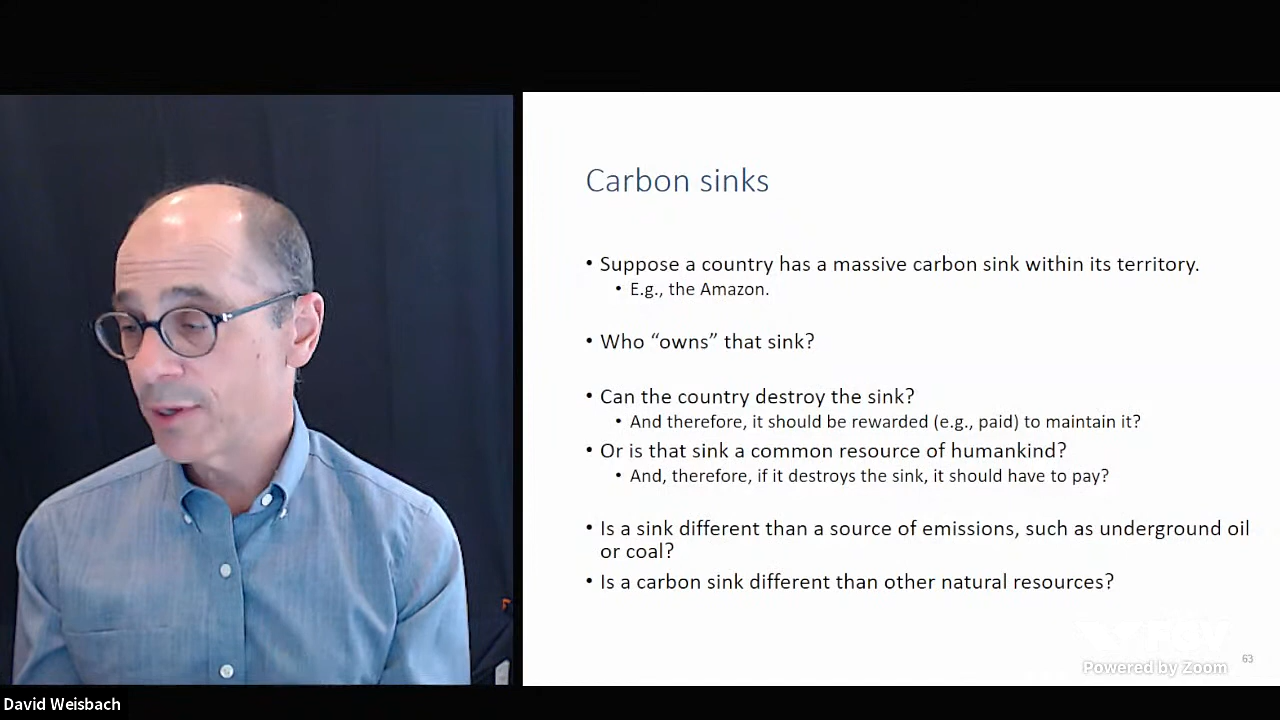 Carbon sinks
• Suppose a country has a massive carbon sink within its territory.
• E.g., the Amazon.
• Who “owns” that sink?
• Can the country destroy the sink?
• And therefore, it should be rewarded (e.g., paid) to maintain it?
• Or is that sink a common resource of humankind?
• And, therefore, if it destroys the sink, it should have to pay?
• Is a sink different than a source of emissions, such as underground oil
or coal?
• Is a carbon sink different than other natural resources?
Powered by Zoom
63
David Weisbach